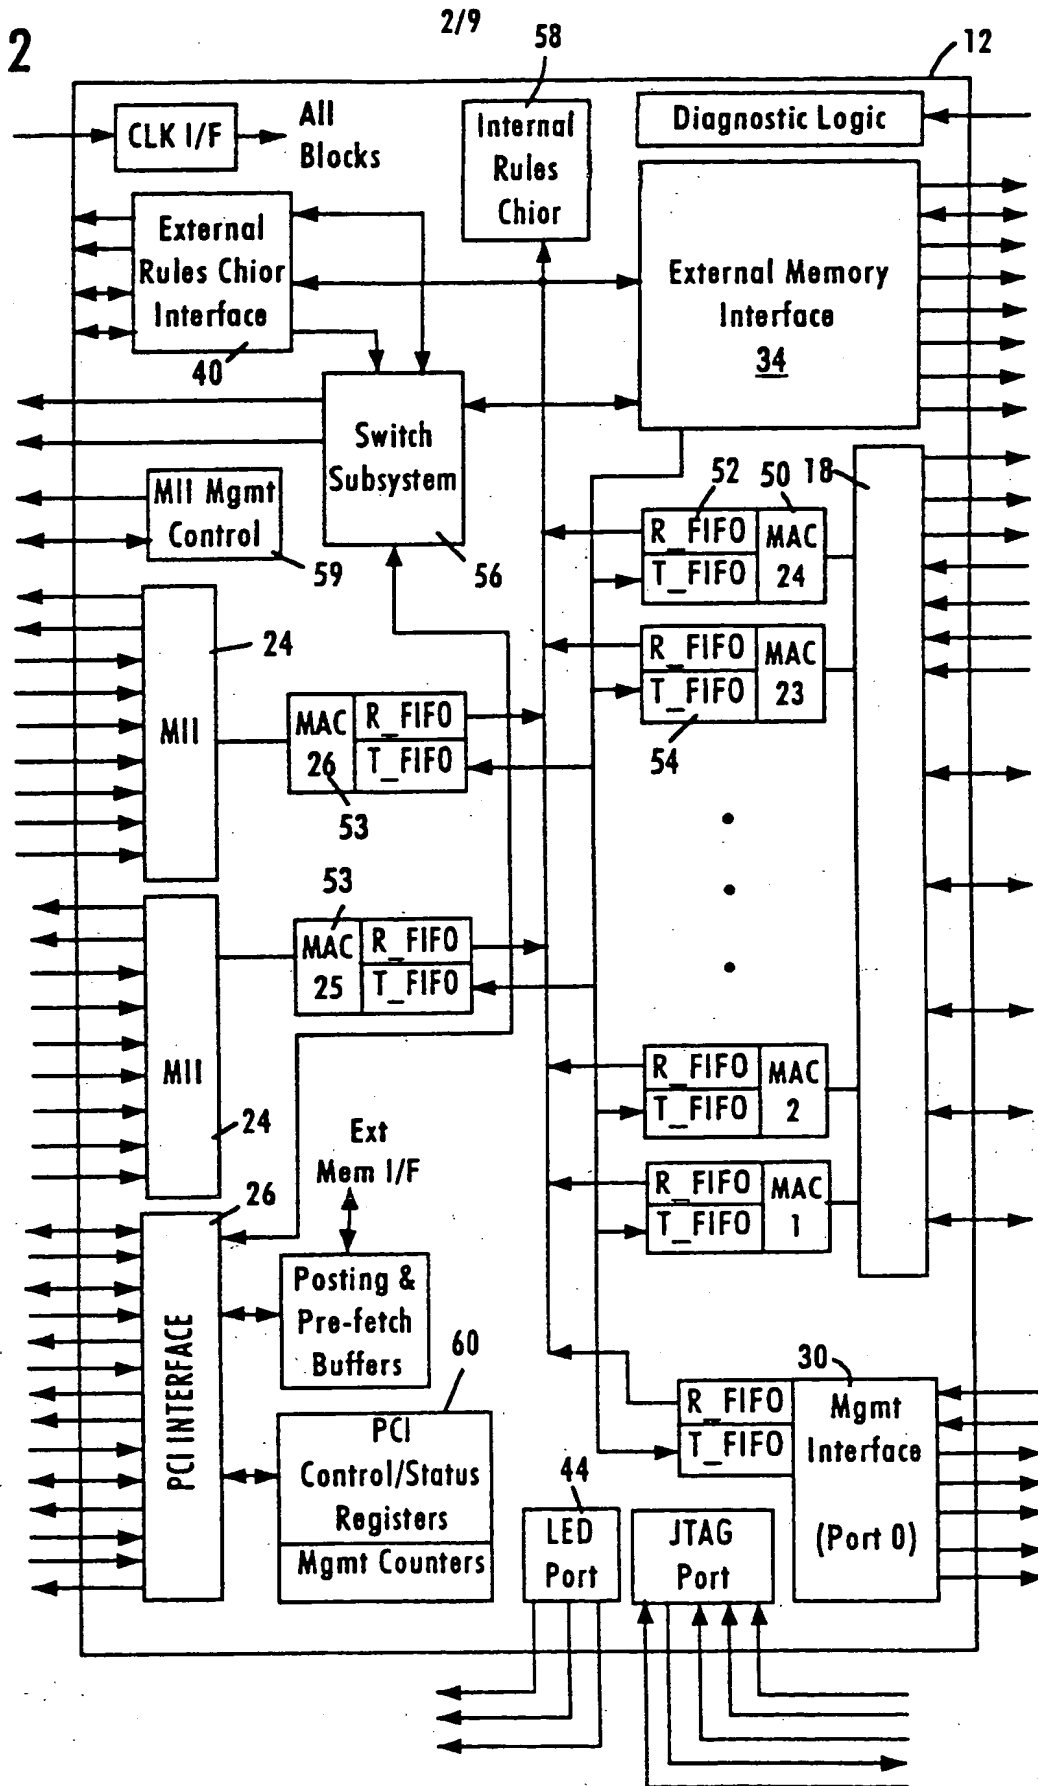 2/9
2
58
12
CLK I/F
All
Blocks
Internal
Rules
Chior
Diagnostic Logic
External
Rules Chior
Interface
40
External Memory
Interface
34
Switch
Subsystem
56
MII Mgmt
Control
59
52
50
18
R_FIFO
T_FIFO
MAC
24
R_FIFO
T_FIFO
MAC
23
54
24
MII
MAC
26
R_FIFO
T_FIFO
53
53
MAC
25
R_FIFO
T_FIFO
MII
24
R_FIFO
T_FIFO
MAC
2
R_FIFO
T_FIFO
MAC
1
Ext
Mem I/F
26
PCI INTERFACE
Posting &
Pre-fetch
Buffers
60
PCI
Control/Status
Registers
Mgmt Counters
30
R_FIFO
T_FIFO
Mgmt
Interface
(Port 0)
44
LED
Port
JTAG
Port